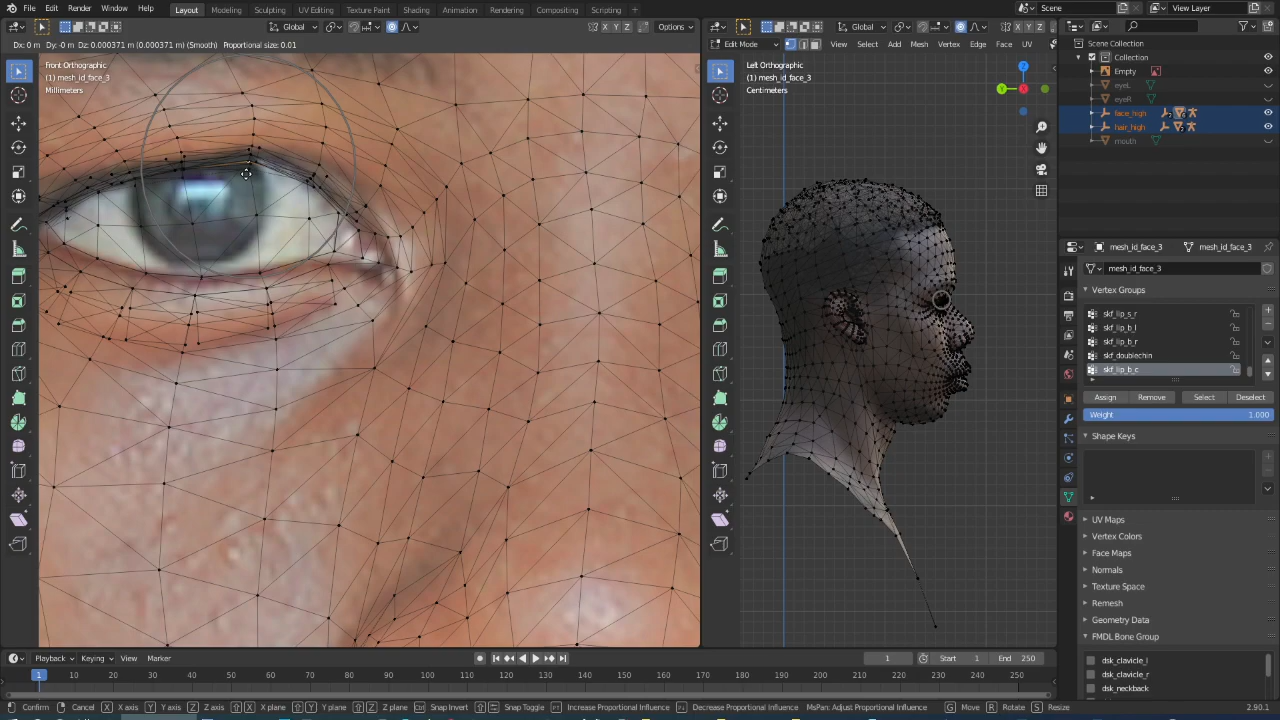 File Edit Render Window Help Layout Modeling Sculpting UV Editing Texture Paint Shading Animation Rendering Compositing Scripting + Scene View Layer
Global X Y Z Options Global X Y Z
Dx: 0 m Dy: -0 m Dz: 0.000371 m (0.000371 m) (Smooth) Proportional size: 0.01
Edit Mode View Select Add Mesh Vertex Edge Face UV
Front Orthographic
(1) mesh_id_face_3
Millimeters
Left Orthographic
(1) mesh_id_face_3
Centimeters
Z
Y
Scene Collection
Collection
Empty
eyeL
eyeR
face_high
hair_high
mouth
mesh_id_face_3 mesh_id_face_3
mesh_id_face_3
Vertex Groups
skf_lip_s_r
skf_lip_b_l
skf_lip_b_r
skf_doublechin
skf_lip_b_c
Assign Remove Select Deselect
Weight 1.000
Shape Keys
UV Maps
Vertex Colors
Face Maps
Normals
Texture Space
Remesh
Geometry Data
FMDL Bone Group
dsk_clavicle_l
dsk_clavicle_r
dsk_neckback
Playback Keying View Marker 1 Start 1 End 250
1 10 20 30 40 50 60 70 80 90 100 110 120 130 140 150 160 170 180 190 200 210 220 230 240 250
Confirm Cancel X X axis Y Y axis Z Z axis X X plane Y Y plane Z Z plane Snap Invert Snap Toggle Increase Proportional Influence Decrease Proportional Influence MsPan: Adjust Proportional Influence G Move R Rotate S Resize 2.90.1